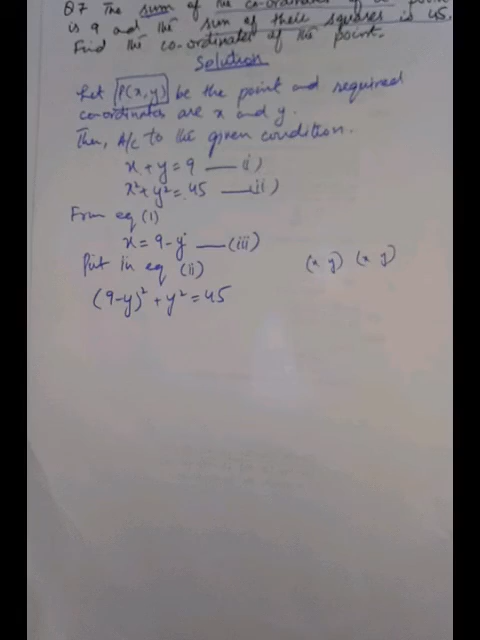 Q7 The sum of the co-ordinates of a point
is 9 and the sum of their squares is 45.
Find the co-ordinates of the point.
Solution
Let P(x,y) be the point and required
co-ordinates are x and y.
Then, A/c to the given condition.
x + y = 9 — i)
x² + y² = 45 — ii)
From eq (1)
x = 9 - y — (iii)
Put in eq (ii)
(x y) (x y)
(9-y)² + y² = 45